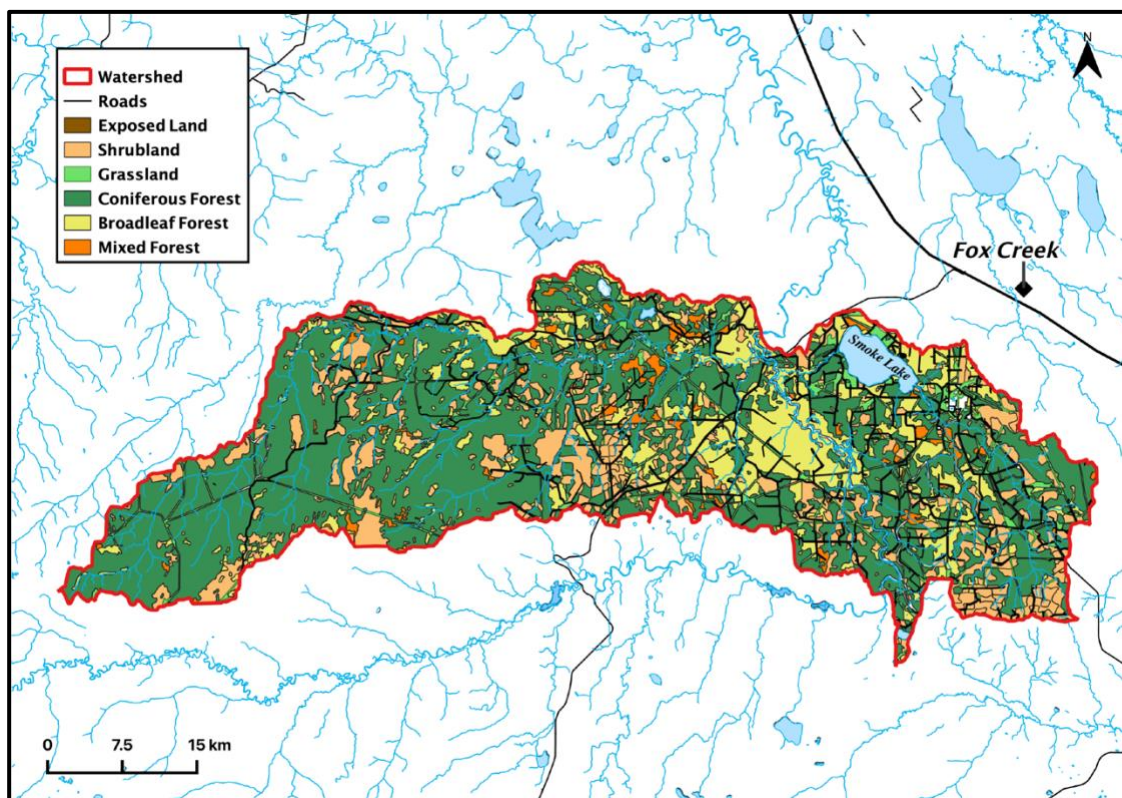 Watershed
Roads
Exposed Land
Shrubland
Grassland
Coniferous Forest
Broadleaf Forest
Mixed Forest
N
Fox Creek
Smoke Lake
0 7.5 15 km